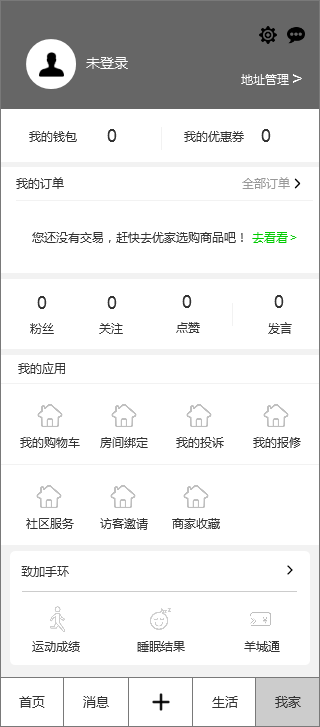 未登录
地址管理 >
我的钱包 0 我的优惠券 0
我的订单 全部订单 >
您还没有交易，赶快去优家选购商品吧！ 去看看>
0 0 0 0
粉丝 关注 点赞 发言
我的应用
我的购物车 房间绑定 我的投诉 我的报修
社区服务 访客邀请 商家收藏
致加手环 >
运动成绩 睡眠结果 羊城通
首页 消息 + 生活 我家